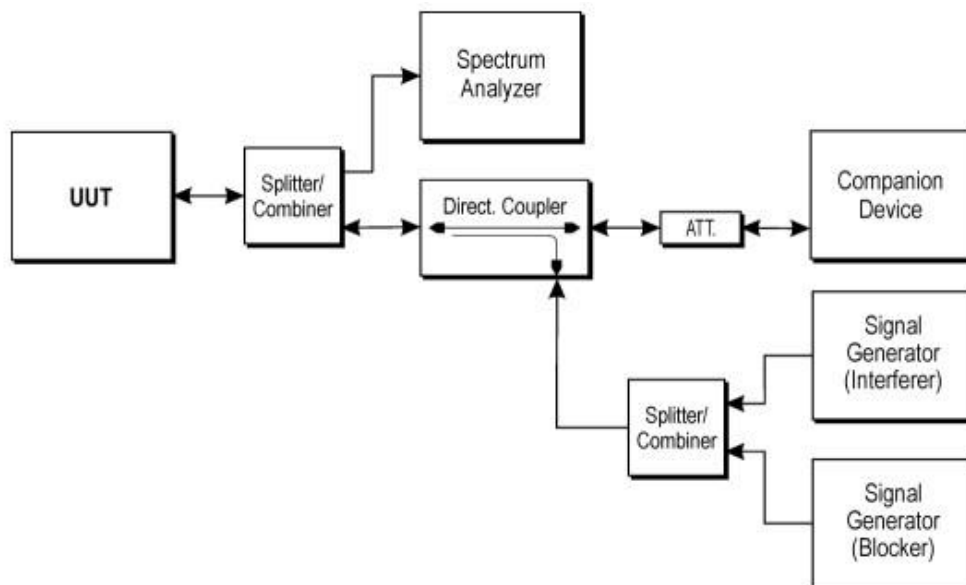 Spectrum
Analyzer
UUT
Splitter/
Combiner
Direct. Coupler
ATT.
Companion
Device
Signal
Generator
(Interferer)
Splitter/
Combiner
Signal
Generator
(Blocker)